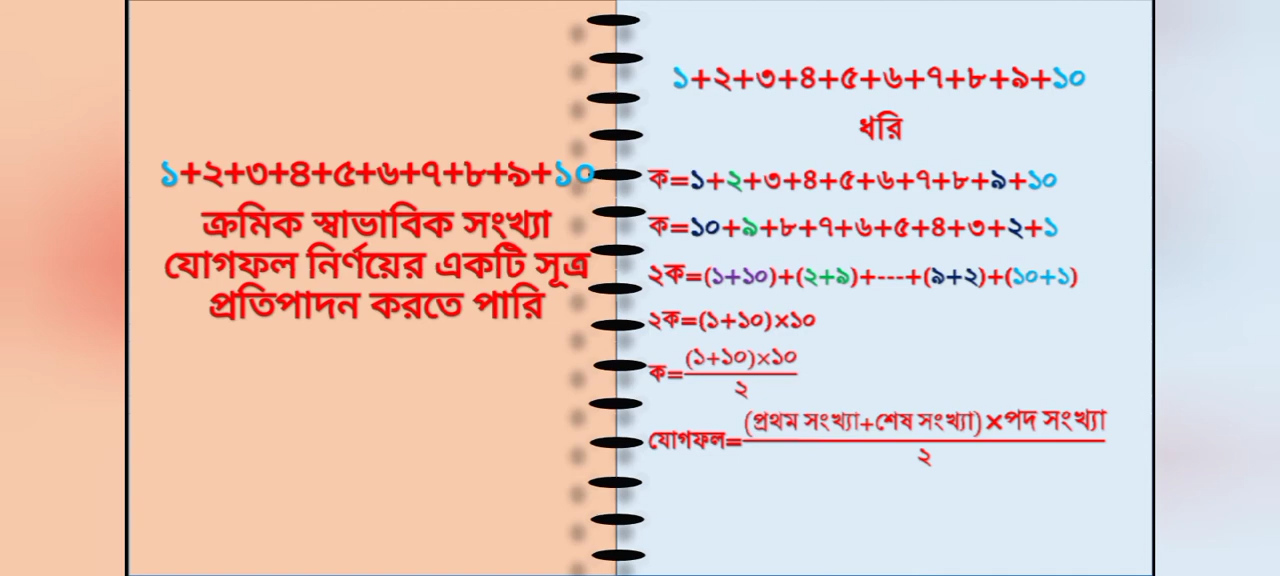 ১+২+৩+৪+৫+৬+৭+৮+৯+১০
ক্রমিক স্বাভাবিক সংখ্যা
যোগফল নির্ণয়ের একটি সূত্র
প্রতিপাদন করতে পারি
১+২+৩+৪+৫+৬+৭+৮+৯+১০
ধরি
ক=১+২+৩+৪+৫+৬+৭+৮+৯+১০
ক=১০+৯+৮+৭+৬+৫+৪+৩+২+১
২ক=(১+১০)+(২+৯)+---+(৯+২)+(১০+১)
২ক=(১+১০)×১০
ক=(১+১০)×১০/২
যোগফল=(প্রথম সংখ্যা+শেষ সংখ্যা)×পদ সংখ্যা/২